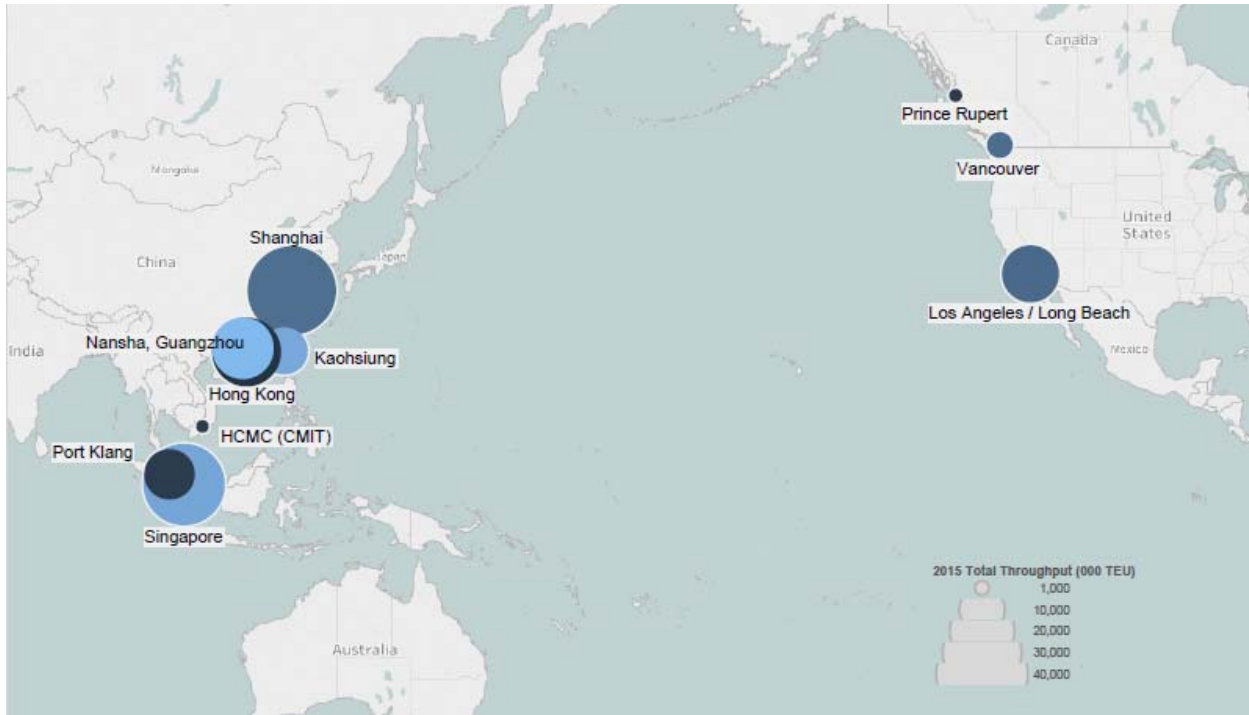 Canada
Prince Rupert
Mongolia
Vancouver
United
States
Shanghai
China
Japan
Los Angeles / Long Beach
Nansha, Guangzhou
India
Kaohsiung
Mexico
Hong Kong
HCMC (CMIT)
Port Klang
Singapore
2015 Total Throughput (000 TEU)
1,000
10,000
20,000
30,000
40,000
Australia